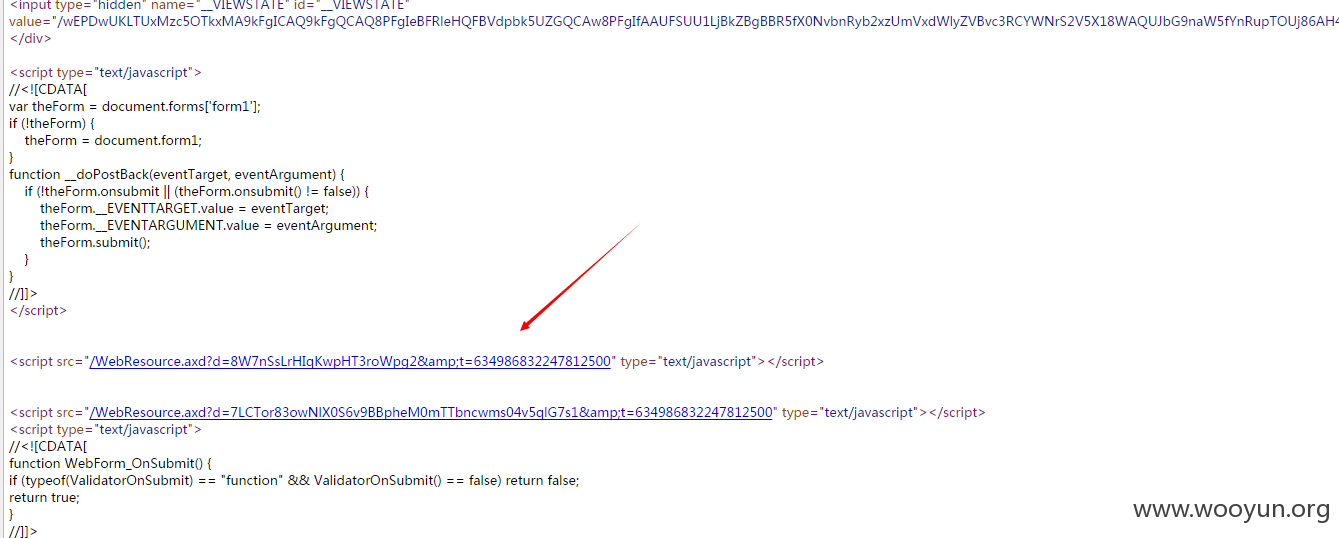 <input type="hidden" name="__VIEWSTATE" id="__VIEWSTATE"
value="/wEPDwUKLTUxMzc5OTkxMA9kFgICAQ9kFgQCAQ8PFgIeBFRleHQFBVdpbk5UZGQCAw8PFgIfAAUFSUU1LjBkZBgBBR5fX0NvbnRyb2xzUmVxdWlyZVBvc3RCYWNrS2V5X18WAQUJbG9naW5fYnRupTOUj86AH4
</div>
<script type="text/javascript">
//<![CDATA[
var theForm = document.forms['form1'];
if (!theForm) {
theForm = document.form1;
}
function __doPostBack(eventTarget, eventArgument) {
if (!theForm.onsubmit || (theForm.onsubmit() != false)) {
theForm.__EVENTTARGET.value = eventTarget;
theForm.__EVENTARGUMENT.value = eventArgument;
theForm.submit();
}
}
//]]>
</script>
<script src="/WebResource.axd?d=8W7nSsLrHIqKwpHT3roWpg2&amp;t=634986832247812500" type="text/javascript"></script>
<script src="/WebResource.axd?d=7LCTor83owNIX0S6v9BBpheM0mTTbncwms04v5qIG7s1&amp;t=634986832247812500" type="text/javascript"></script>
<script type="text/javascript">
//<![CDATA[
function WebForm_OnSubmit() {
if (typeof(ValidatorOnSubmit) == "function" && ValidatorOnSubmit() == false) return false;
return true;
}
//]]>
www.wooyun.org